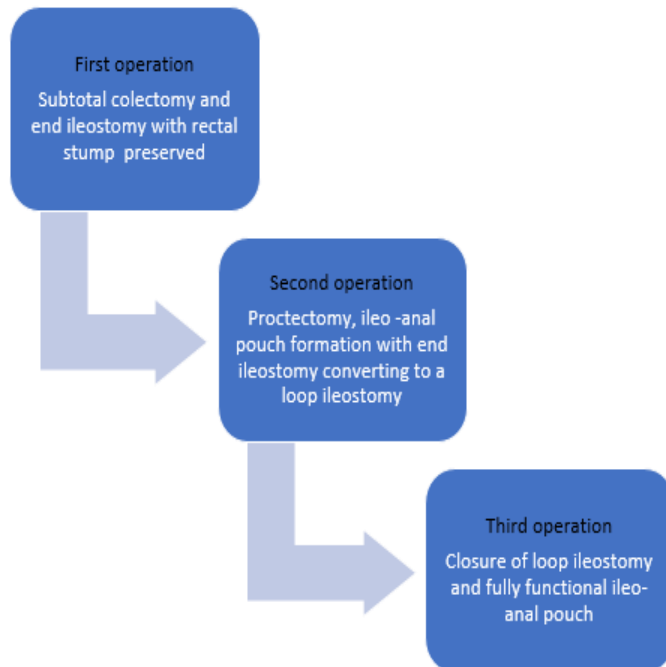 First operation
Subtotal colectomy and
end ileostomy with rectal
stump  preserved
Second operation
Proctectomy, ileo -anal
pouch formation with end
ileostomy converting to a
loop ileostomy
Third operation
Closure of loop ileostomy
and fully functional ileo-
anal pouch